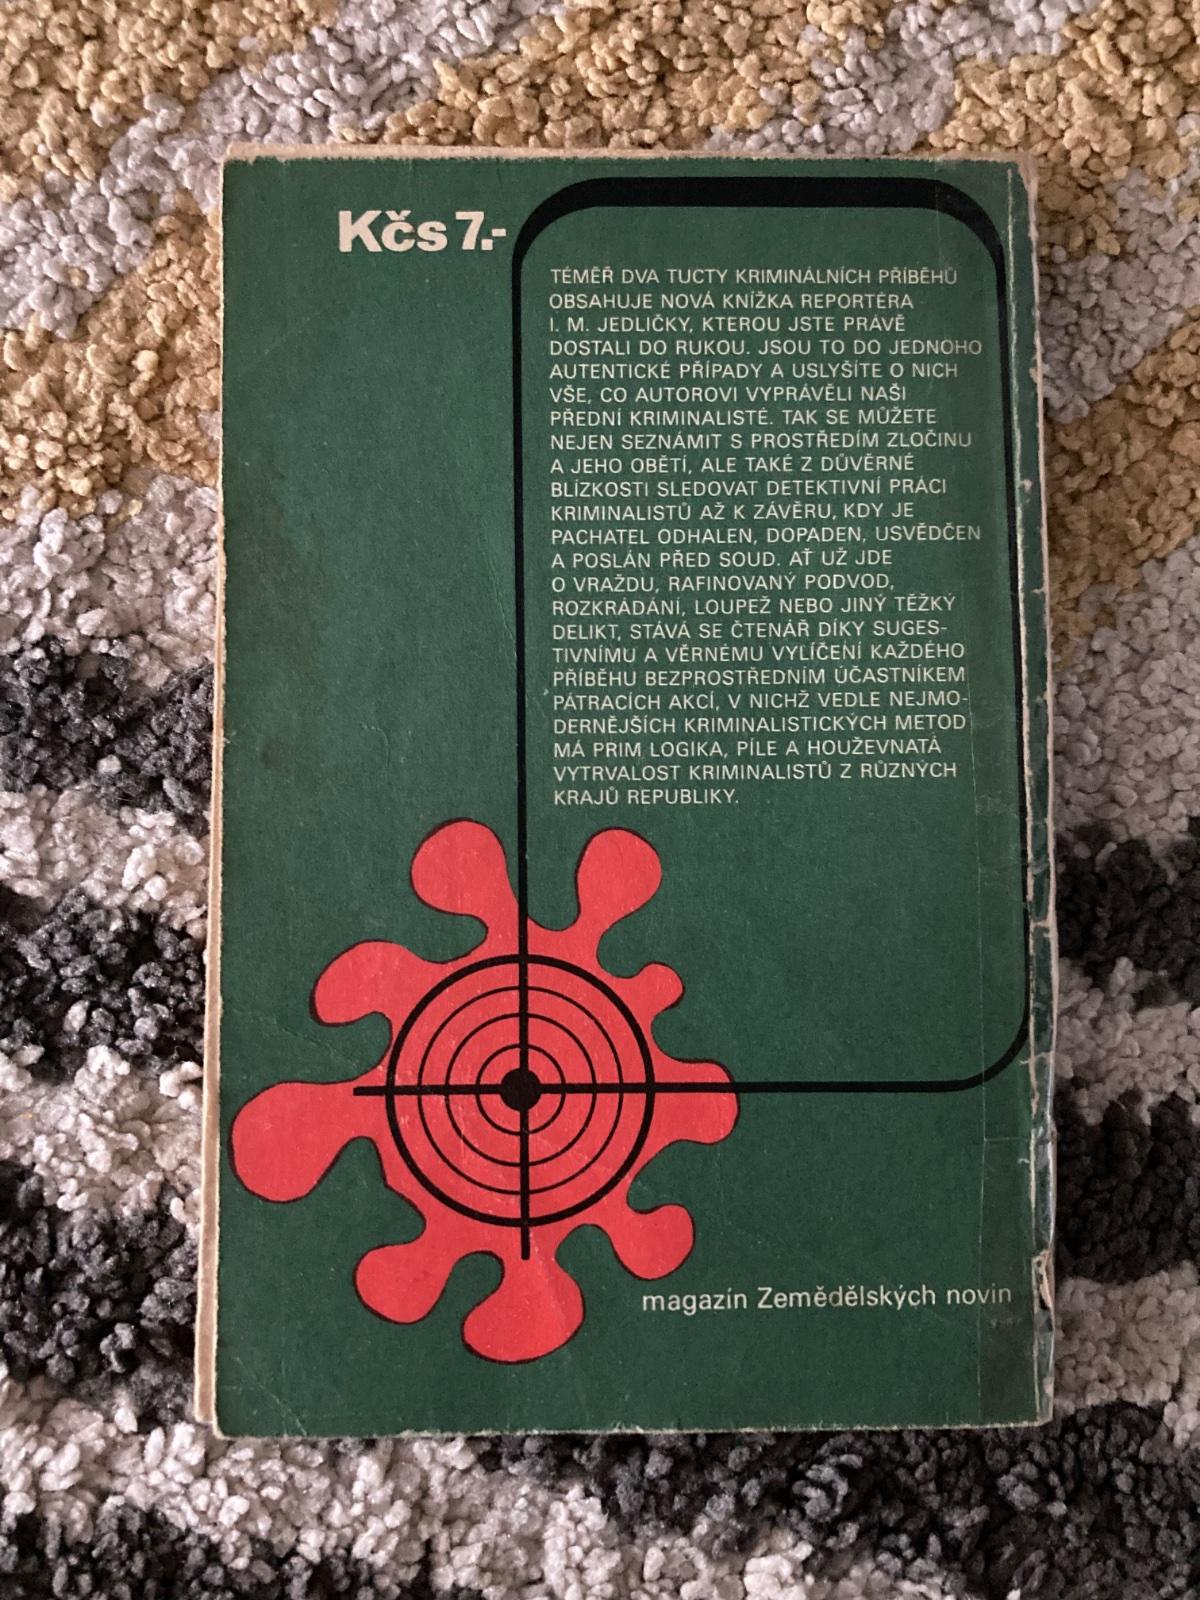 Kčs 7.-
TÉMĚŘ DVA TUCTY KRIMINÁLNÍCH PŘÍBĚHŮ
OBSAHUJE NOVÁ KNÍŽKA REPORTÉRA
I. M. JEDLIČKY, KTEROU JSTE PRÁVĚ
DOSTALI DO RUKOU. JSOU TO DO JEDNOHO
AUTENTICKÉ PŘÍPADY A USLYŠÍTE O NICH
VŠE, CO AUTOROVI VYPRÁVĚLI NAŠI
PŘEDNÍ KRIMINALISTÉ. TAK SE MŮŽETE
NEJEN SEZNÁMIT S PROSTŘEDÍM ZLOČINU
A JEHO OBĚTÍ, ALE TAKÉ Z DŮVĚRNÉ
BLÍZKOSTI SLEDOVAT DETEKTIVNÍ PRÁCI
KRIMINALISTŮ AŽ K ZÁVĚRU, KDY JE
PACHATEL ODHALEN, DOPADEN, USVĚDČEN
A POSLÁN PŘED SOUD. AŤ UŽ JDE
O VRAŽDU, RAFINOVANÝ PODVOD,
ROZKRÁDÁNÍ, LOUPEŽ NEBO JINÝ TĚŽKÝ
DELIKT, STÁVÁ SE ČTENÁŘ DÍKY SUGES-
TIVNÍMU A VĚRNÉMU VYLÍČENÍ KAŽDÉHO
PŘÍBĚHU BEZPROSTŘEDNÍM ÚČASTNÍKEM
PÁTRACÍCH AKCÍ, V NICHŽ VEDLE NEJMO-
DERNĚJŠÍCH KRIMINALISTICKÝCH METOD
MÁ PRIM LOGIKA, PÍLE A HOUŽEVNATÁ
VYTRVALOST KRIMINALISTŮ Z RŮZNÝCH
KRAJŮ REPUBLIKY.
magazín Zemědělských novin